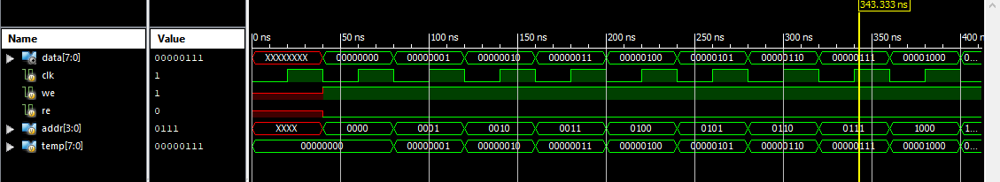 343.333 ns
Name Value 0 ns 50 ns 100 ns 150 ns 200 ns 250 ns 300 ns 350 ns 400 n
data[7:0] 00000111 XXXXXXXX 00000000 00000001 00000010 00000011 00000100 00000101 00000110 00000111 00001000 0...
clk 1
we 1
re 0
addr[3:0] 0111 XXXX 0000 0001 0010 0011 0100 0101 0110 0111 1000 1...
temp[7:0] 00000111 00000000 00000001 00000010 00000011 00000100 00000101 00000110 00000111 00001000 0...